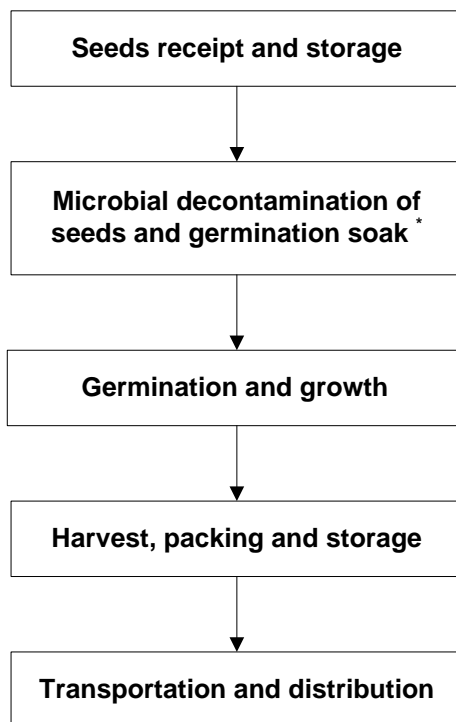 Seeds receipt and storage
Microbial decontamination of
seeds and germination soak *
Germination and growth
Harvest, packing and storage
Transportation and distribution